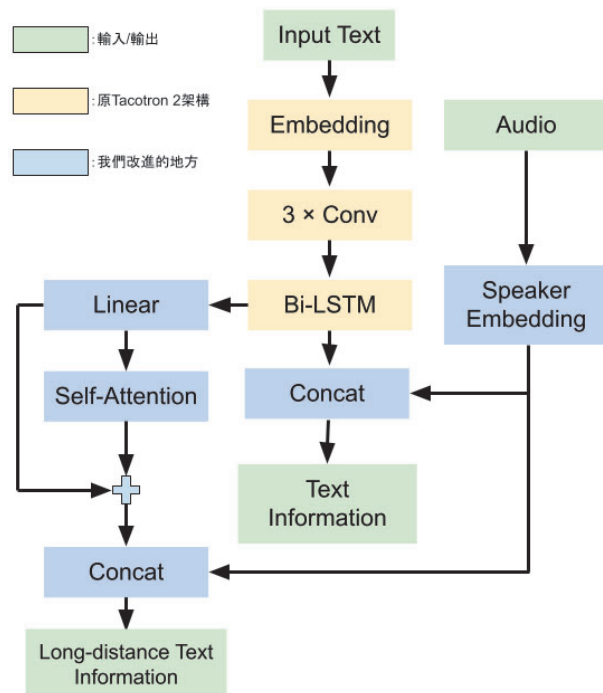 :輸入/輸出
:原Tacotron 2架構
:我們改進的地方
Input Text
Embedding
Audio
3 × Conv
Linear
Bi-LSTM
Speaker
Embedding
Self-Attention
Concat
Text
Information
Concat
Long-distance Text
Information